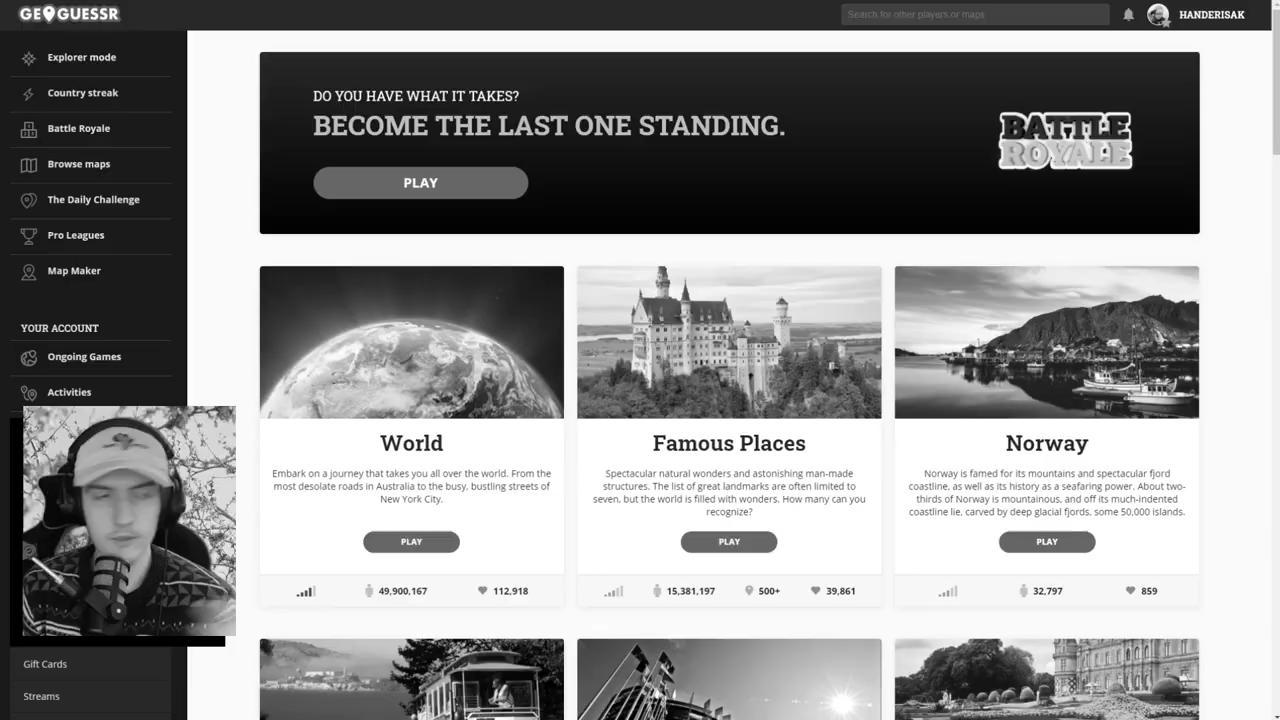 GEOGUESSR
Search for other players or maps
HANDERISAK
Explorer mode
Country streak
Battle Royale
Browse maps
The Daily Challenge
Pro Leagues
Map Maker
YOUR ACCOUNT
Ongoing Games
Activities
Gift Cards
Streams
DO YOU HAVE WHAT IT TAKES?
BECOME THE LAST ONE STANDING.
PLAY
BATTLE
ROYALE
World
Embark on a journey that takes you all over the world. From the
most desolate roads in Australia to the busy, bustling streets of
New York City.
PLAY
49,900,167 112,918
Famous Places
Spectacular natural wonders and astonishing man-made
structures. The list of great landmarks are often limited to
seven, but the world is filled with wonders. How many can you
recognize?
PLAY
15,381,197 500+ 39,861
Norway
Norway is famed for its mountains and spectacular fjord
coastline, as well as its history as a seafaring power. About two-
thirds of Norway is mountainous, and off its much-indented
coastline lie, carved by deep glacial fjords, some 50,000 islands.
PLAY
32,797 859